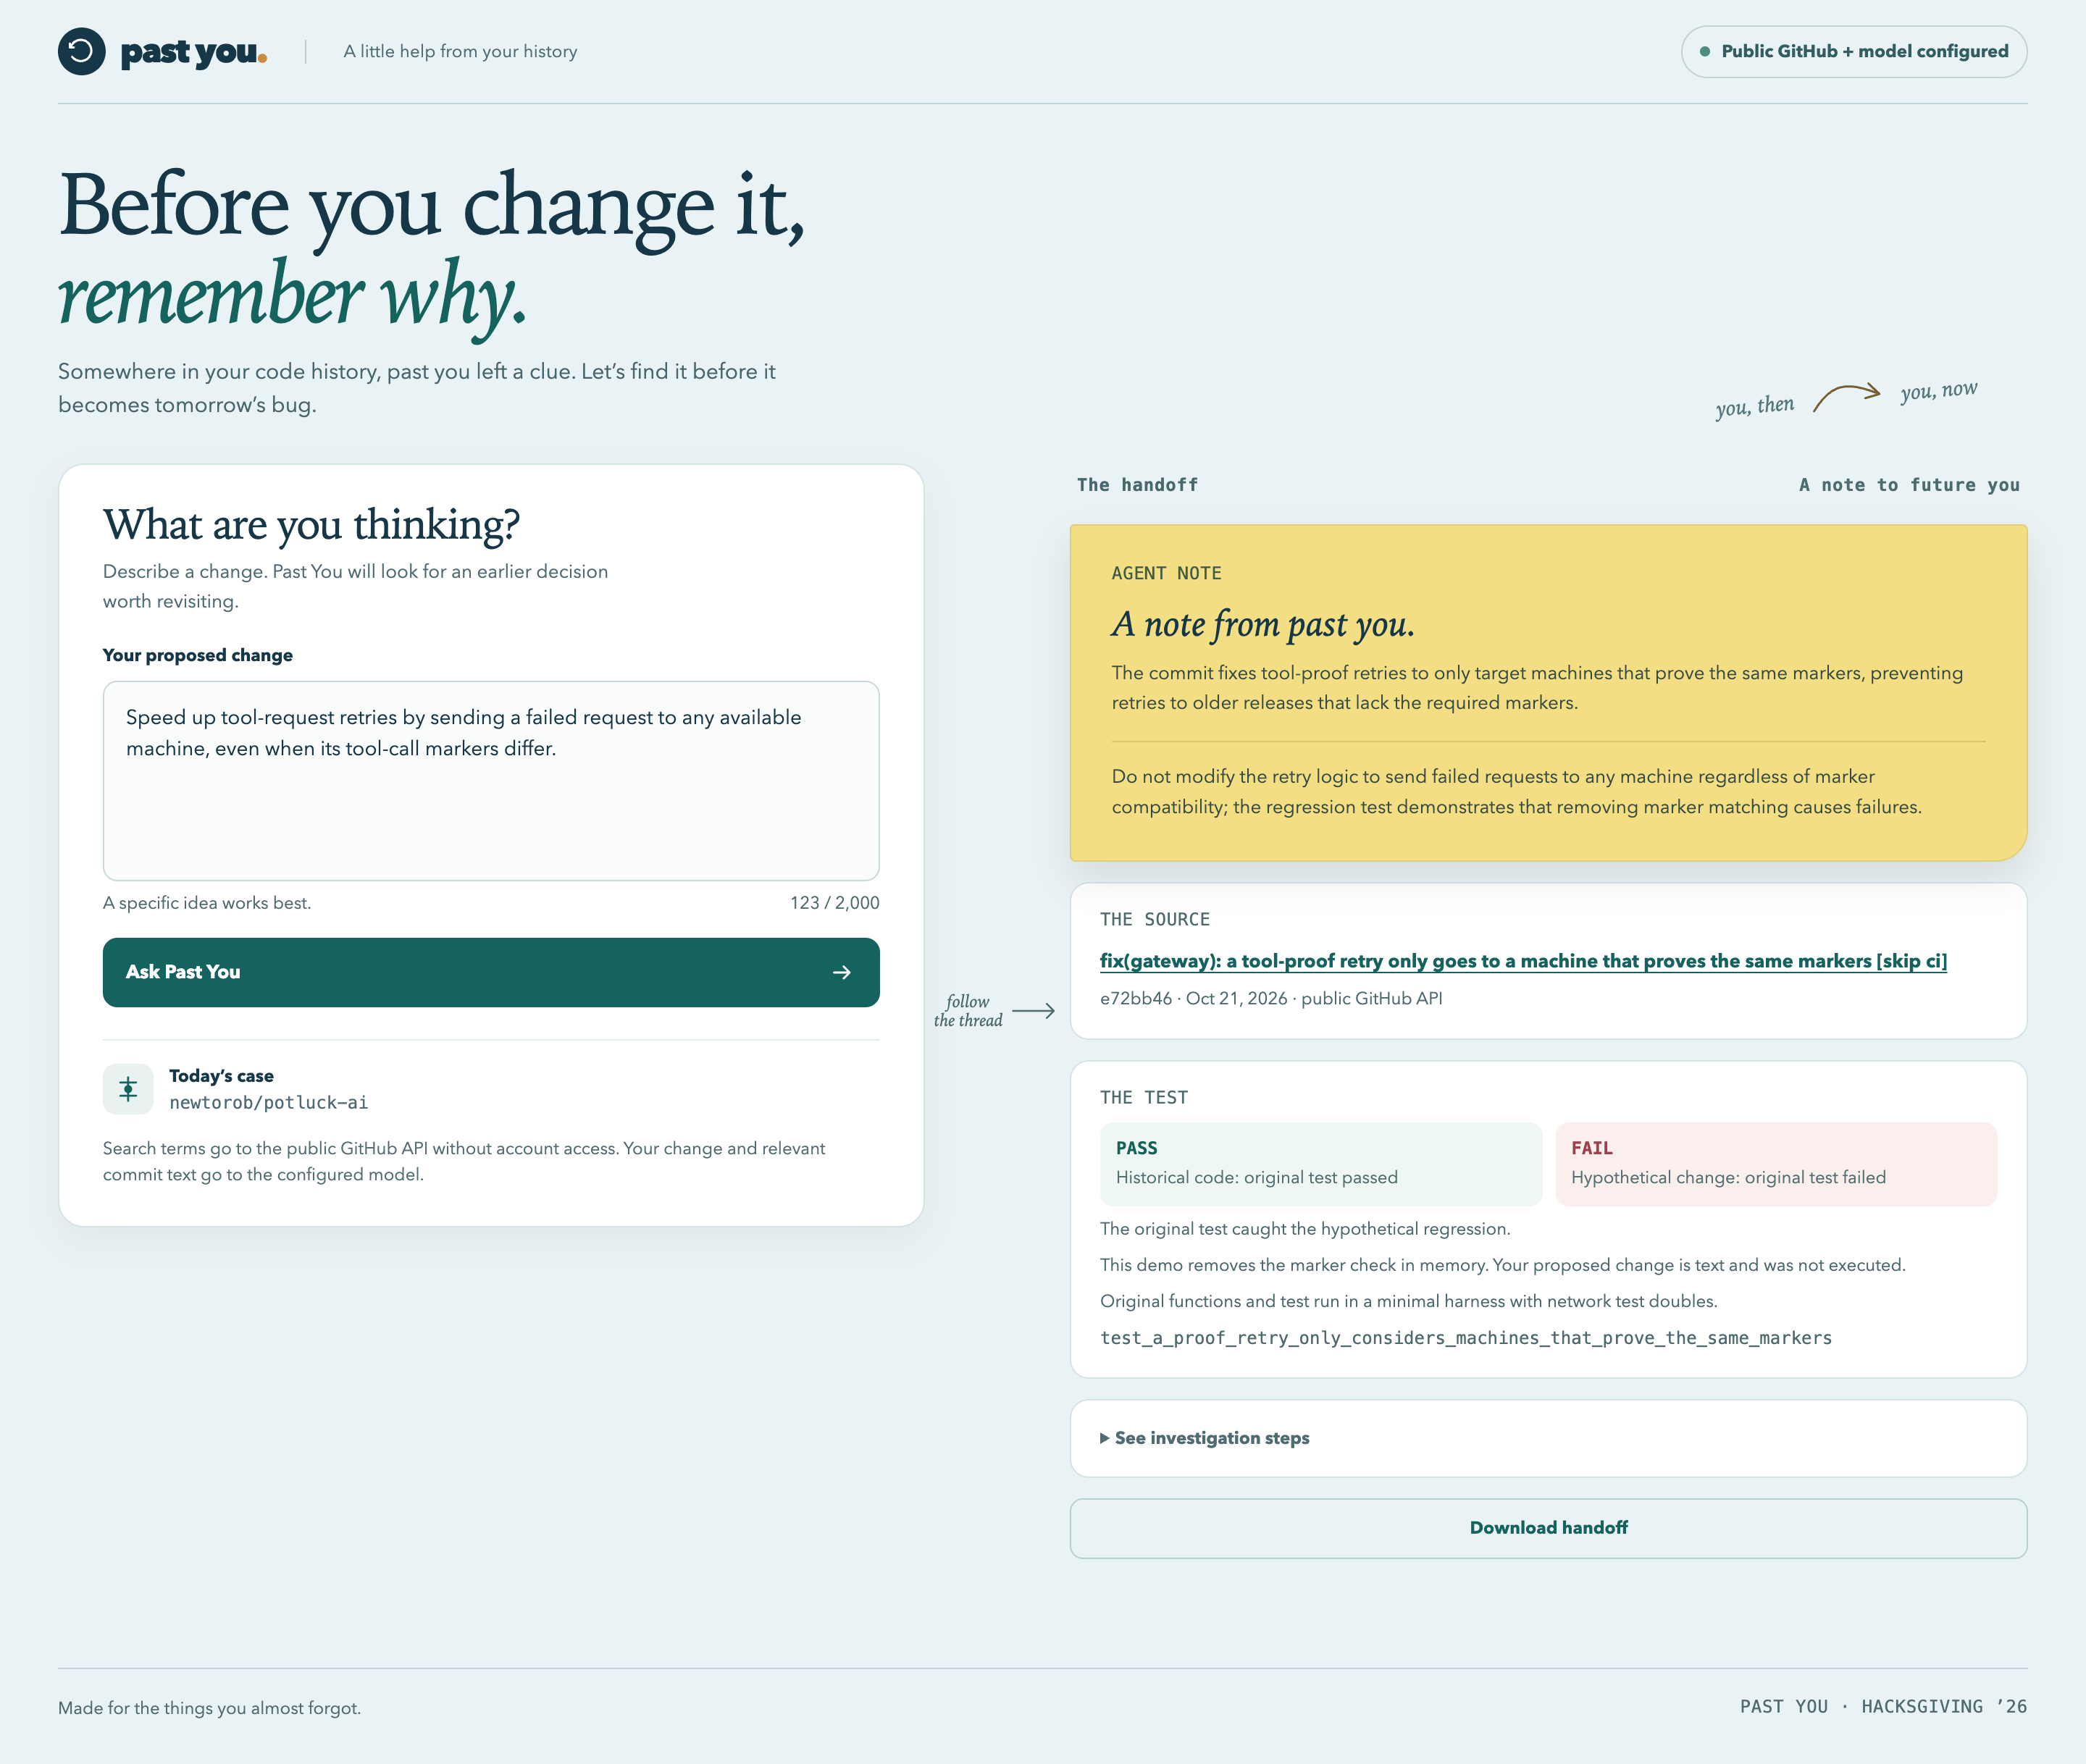 past you.
A little help from your history
Public GitHub + model configured
Before you change it,
remember why.
Somewhere in your code history, past you left a clue. Let’s find it before it
becomes tomorrow’s bug.
you, then
you, now
What are you thinking?
Describe a change. Past You will look for an earlier decision
worth revisiting.
Your proposed change
Speed up tool-request retries by sending a failed request to any available
machine, even when its tool-call markers differ.
A specific idea works best.
123 / 2,000
Ask Past You
Today’s case
newtorob/potluck-ai
Search terms go to the public GitHub API without account access. Your change and relevant
commit text go to the configured model.
follow
the thread
The handoff
A note to future you
AGENT NOTE
A note from past you.
The commit fixes tool-proof retries to only target machines that prove the same markers, preventing
retries to older releases that lack the required markers.
Do not modify the retry logic to send failed requests to any machine regardless of marker
compatibility; the regression test demonstrates that removing marker matching causes failures.
THE SOURCE
fix(gateway): a tool-proof retry only goes to a machine that proves the same markers [skip ci]
e72bb46 · Oct 21, 2026 · public GitHub API
THE TEST
PASS
Historical code: original test passed
FAIL
Hypothetical change: original test failed
The original test caught the hypothetical regression.
This demo removes the marker check in memory. Your proposed change is text and was not executed.
Original functions and test run in a minimal harness with network test doubles.
test_a_proof_retry_only_considers_machines_that_prove_the_same_markers
See investigation steps
Download handoff
Made for the things you almost forgot.
PAST YOU · HACKSGIVING ’26